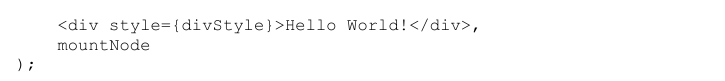 <div style={divStyle}>Hello World!</div>,
mountNode
);